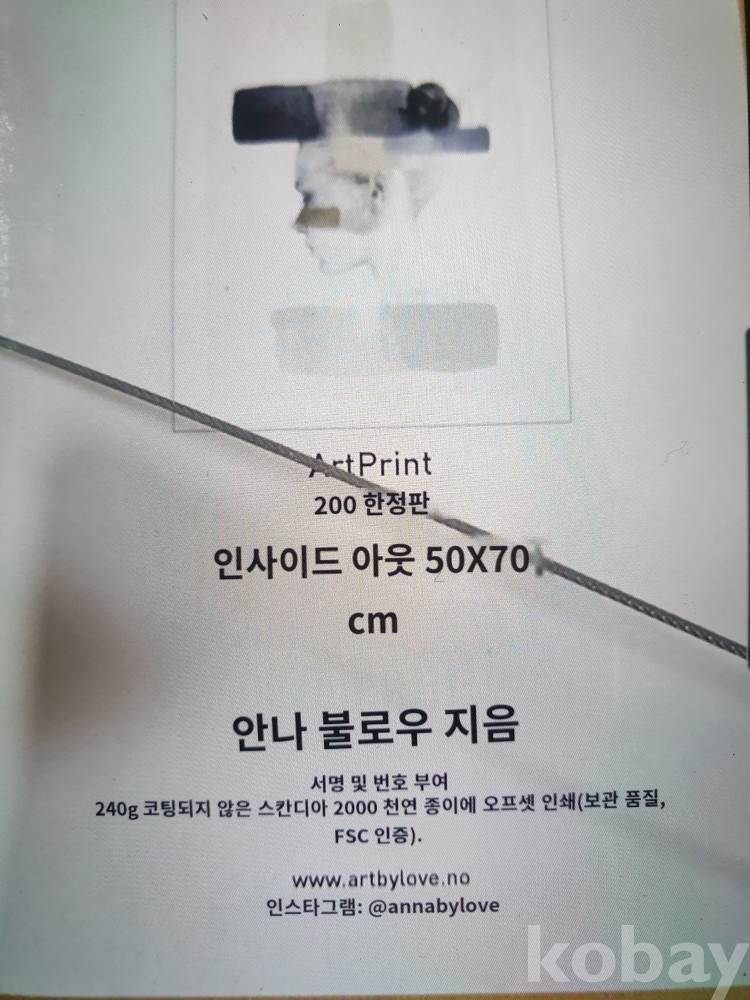 ArtPrint
200 한정판
인사이드 아웃 50X70
cm
안나 불로우 지음
서명 및 번호 부여
240g 코팅되지 않은 스칸디아 2000 천연 종이에 오프셋 인쇄(보관 품질,
FSC 인증).
www.artbylove.no
인스타그램: @annabylove
kobay